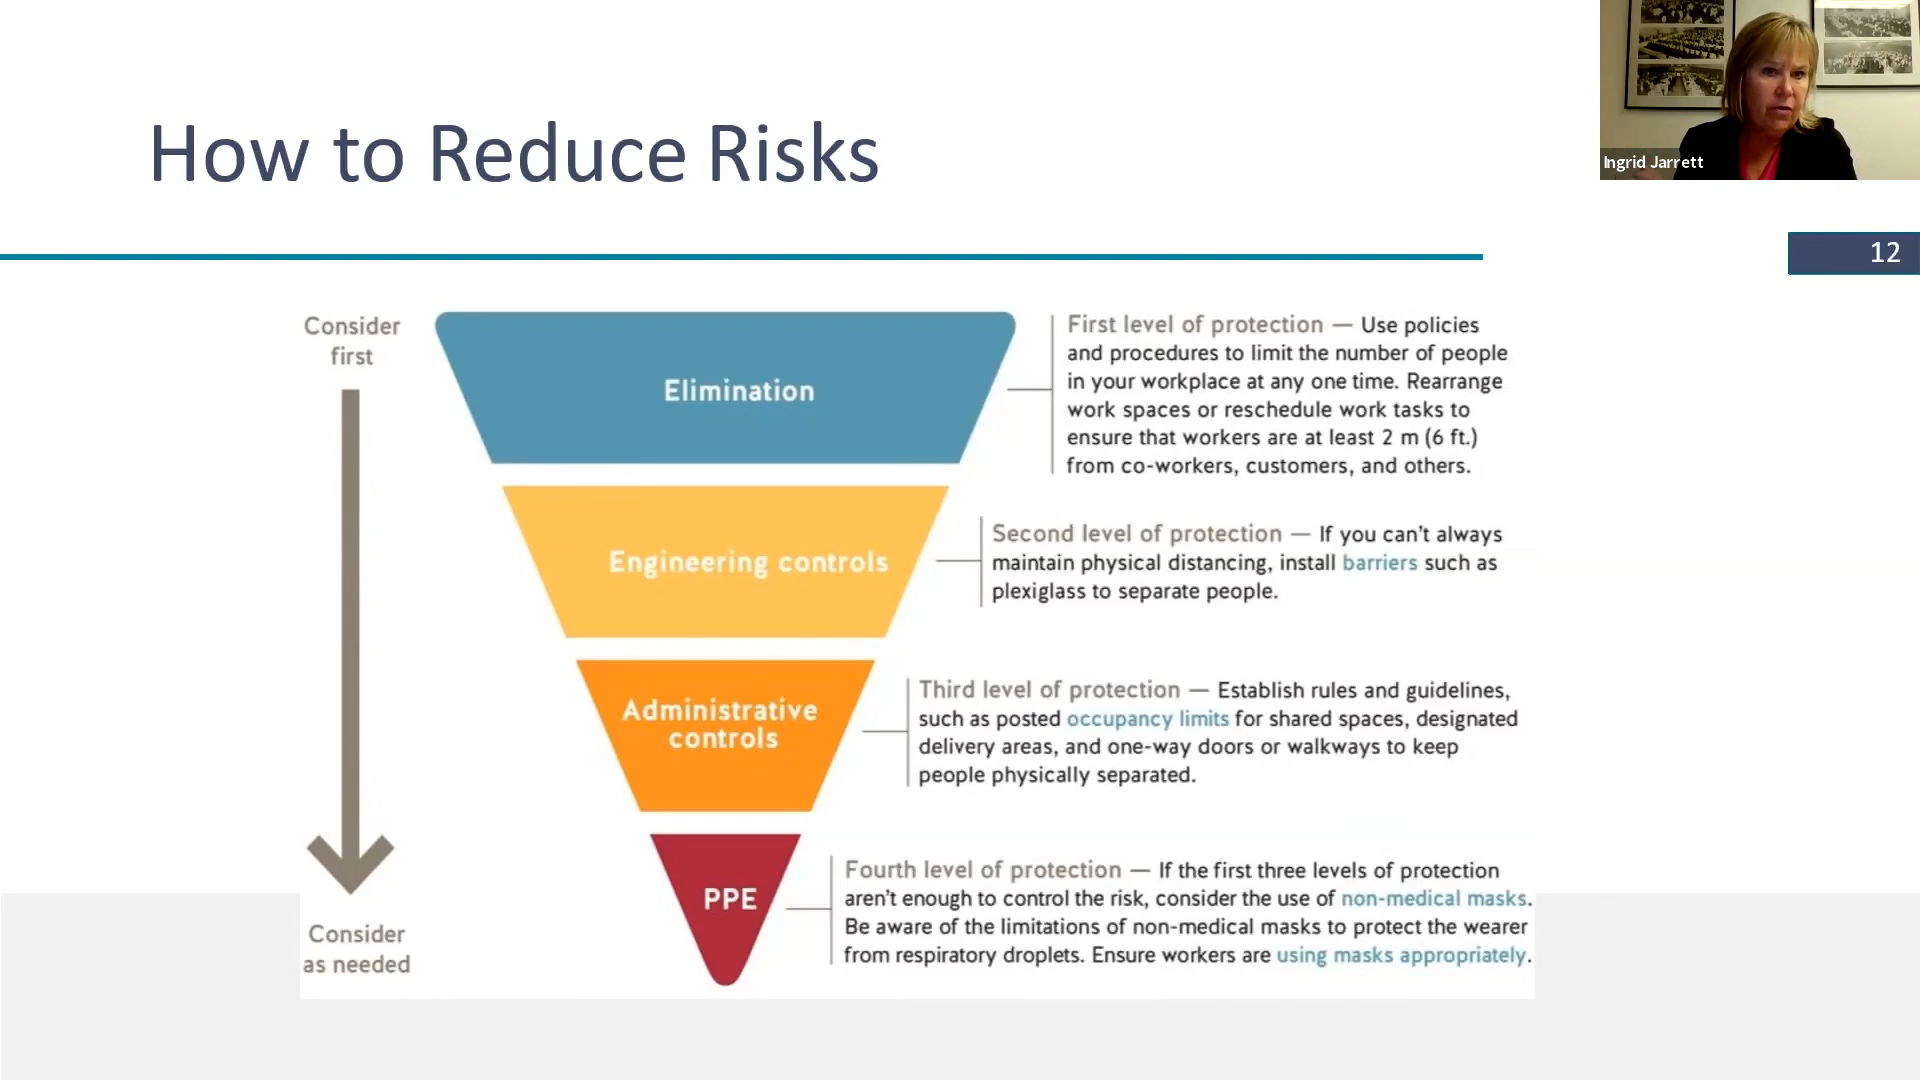 How to Reduce Risks
Ingrid Jarrett
12
Consider
first
Elimination
First level of protection — Use policies
and procedures to limit the number of people
in your workplace at any one time. Rearrange
work spaces or reschedule work tasks to
ensure that workers are at least 2 m (6 ft.)
from co-workers, customers, and others.
Engineering controls
Second level of protection — If you can't always
maintain physical distancing, install barriers such as
plexiglass to separate people.
Administrative
controls
Third level of protection — Establish rules and guidelines,
such as posted occupancy limits for shared spaces, designated
delivery areas, and one-way doors or walkways to keep
people physically separated.
PPE
Fourth level of protection — If the first three levels of protection
aren't enough to control the risk, consider the use of non-medical masks.
Be aware of the limitations of non-medical masks to protect the wearer
from respiratory droplets. Ensure workers are using masks appropriately.
Consider
as needed